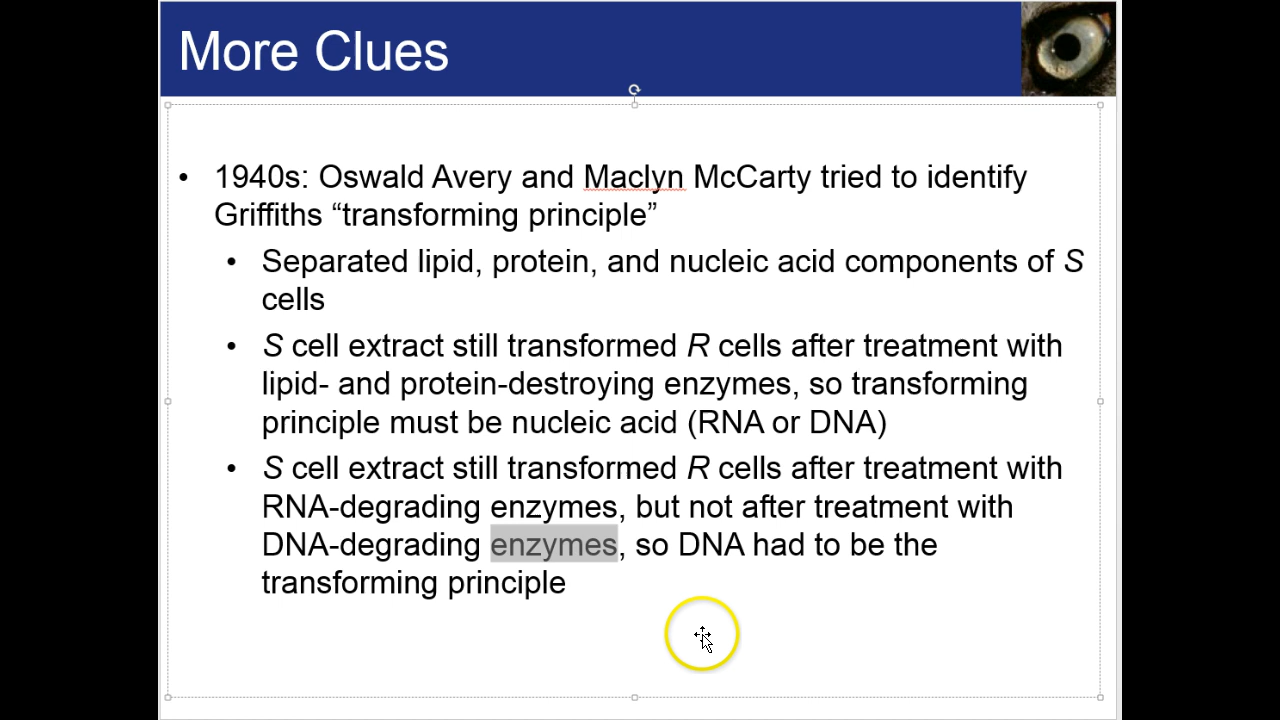 More Clues
• 1940s: Oswald Avery and Maclyn McCarty tried to identify
Griffiths “transforming principle”
• Separated lipid, protein, and nucleic acid components of S
cells
• S cell extract still transformed R cells after treatment with
lipid- and protein-destroying enzymes, so transforming
principle must be nucleic acid (RNA or DNA)
• S cell extract still transformed R cells after treatment with
RNA-degrading enzymes, but not after treatment with
DNA-degrading enzymes, so DNA had to be the
transforming principle